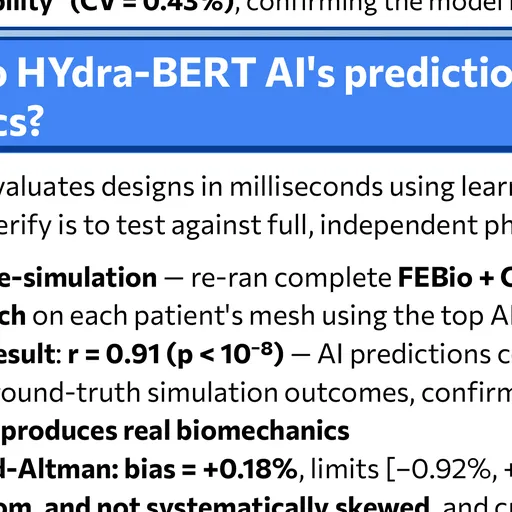 (CV = 0.43%), confirming the model
HYdra-BERT AI's predictio
cs?
valuates designs in milliseconds using lear
erify is to test against full, independent ph
e-simulation — re-ran complete FEBio + C
ch on each patient's mesh using the top A
esult: r = 0.91 (p < 10⁻⁸) — AI predictions c
round-truth simulation outcomes, confirm
produces real biomechanics
d-Altman: bias = +0.18%, limits [−0.92%, +
om, and not systematically skewed, and c